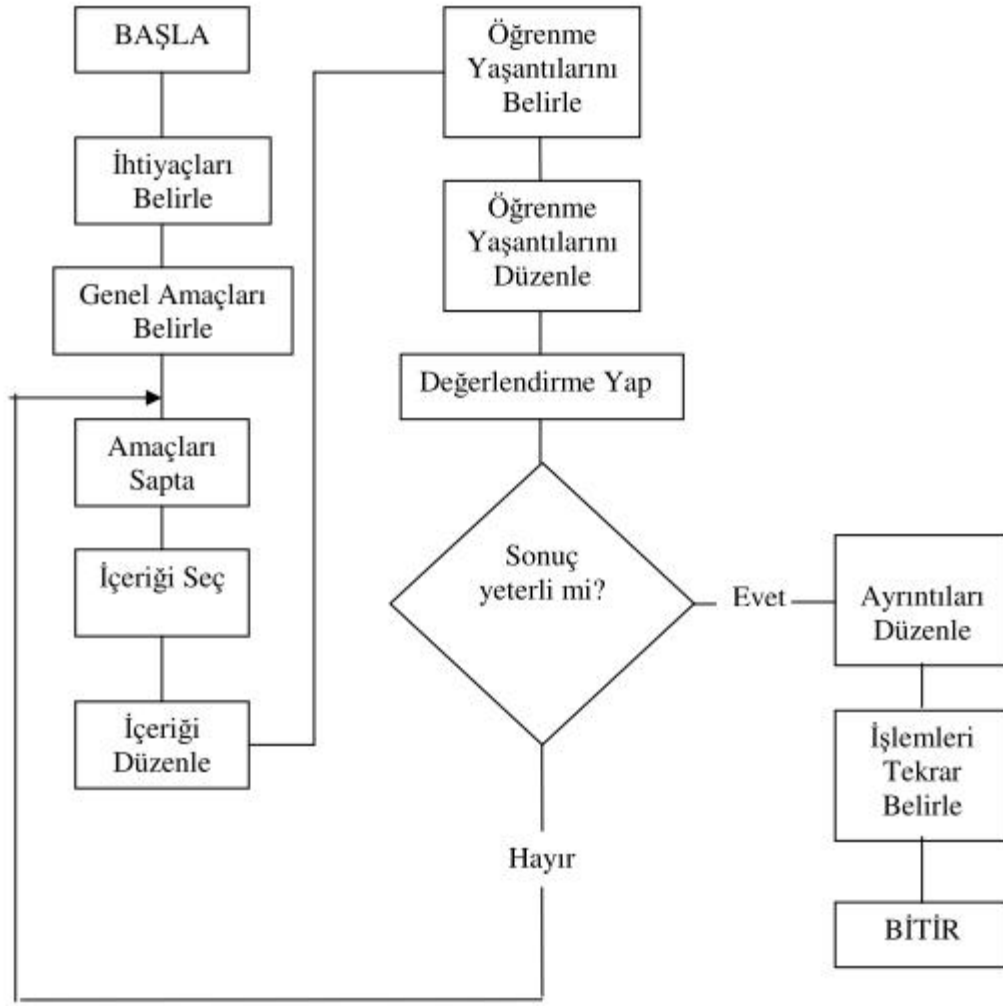 BAŞLA
İhtiyaçları
Belirle
Genel Amaçları
Belirle
Amaçları
Sapta
İçeriği Seç
İçeriği
Düzenle
Öğrenme
Yaşantılarını
Belirle
Öğrenme
Yaşantılarını
Düzenle
Değerlendirme Yap
Sonuç
yeterli mi?
Evet
Hayır
Ayrıntıları
Düzenle
İşlemleri
Tekrar
Belirle
BİTİR